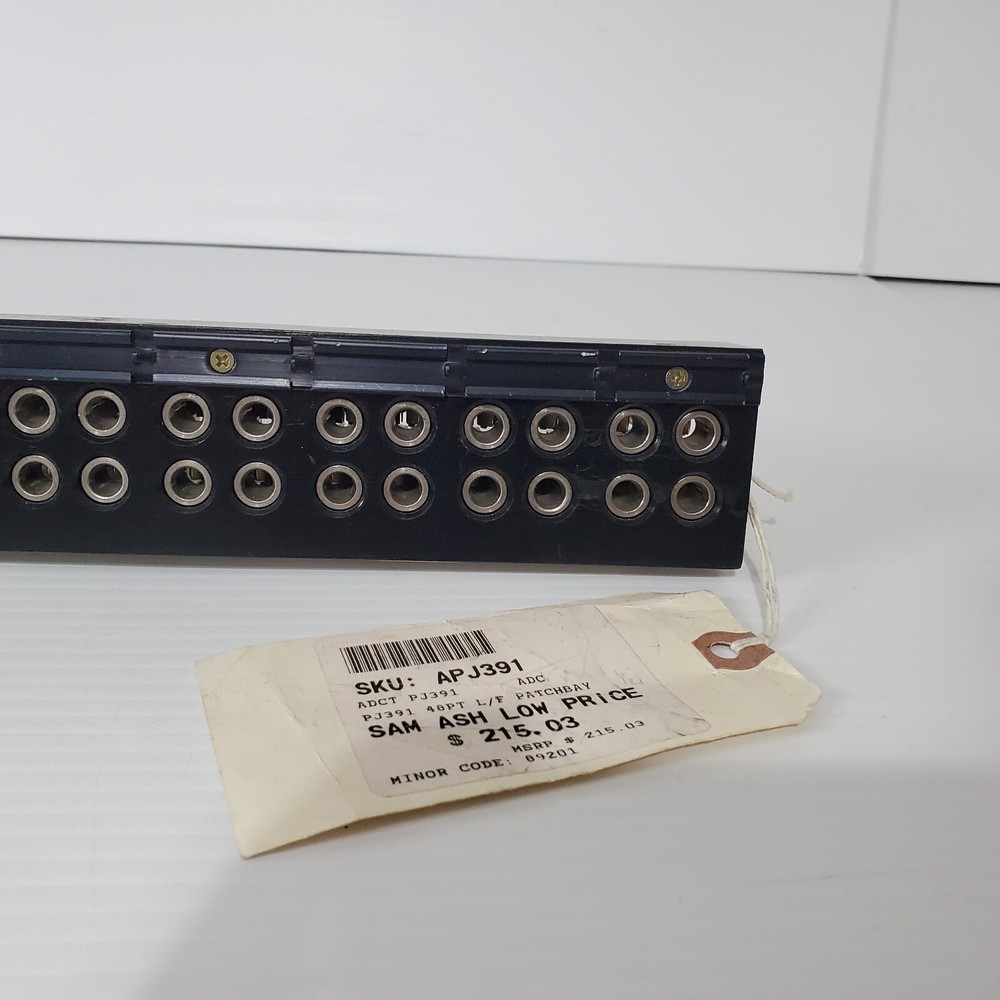 SKU: APJ391
ADCT PJ391 ADC
PJ391 48PT L/F PATCHBAY
SAM ASH LOW PRICE
$ 215.03
MSRP $ 215.03
MINOR CODE: 09201